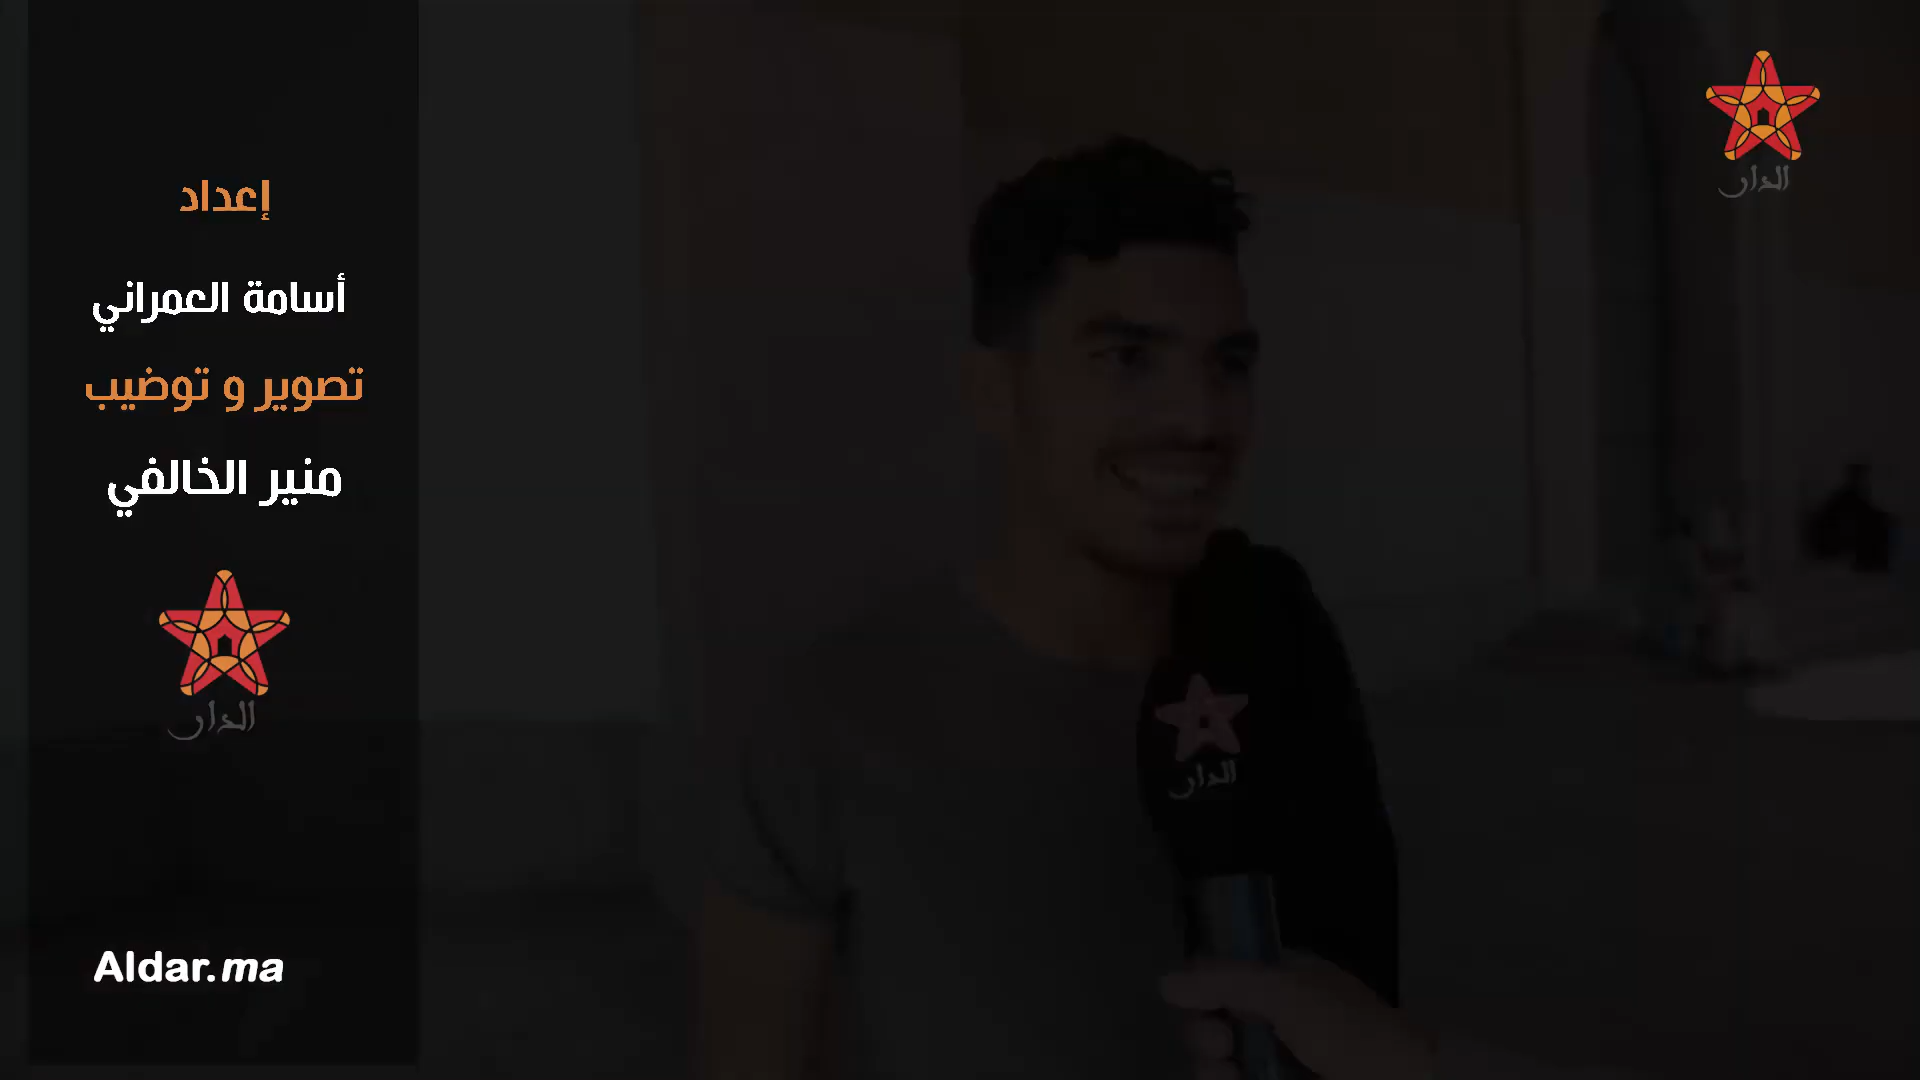 إعداد
أسامة العمراني
تصوير و توضيب
منير الخالفي
الدار
Aldar.ma
الدار
الدار